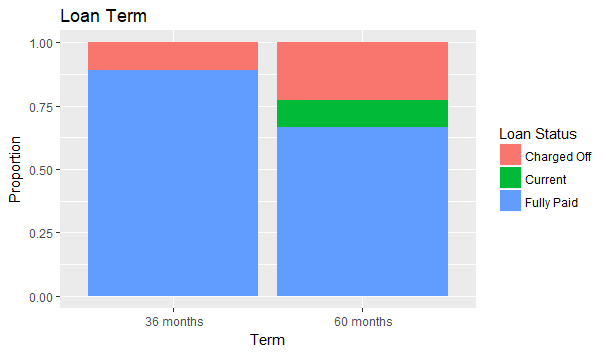 Loan Term
1.00
0.75
0.50
0.25
0.00
Proportion
36 months
60 months
Term
Loan Status
Charged Off
Current
Fully Paid